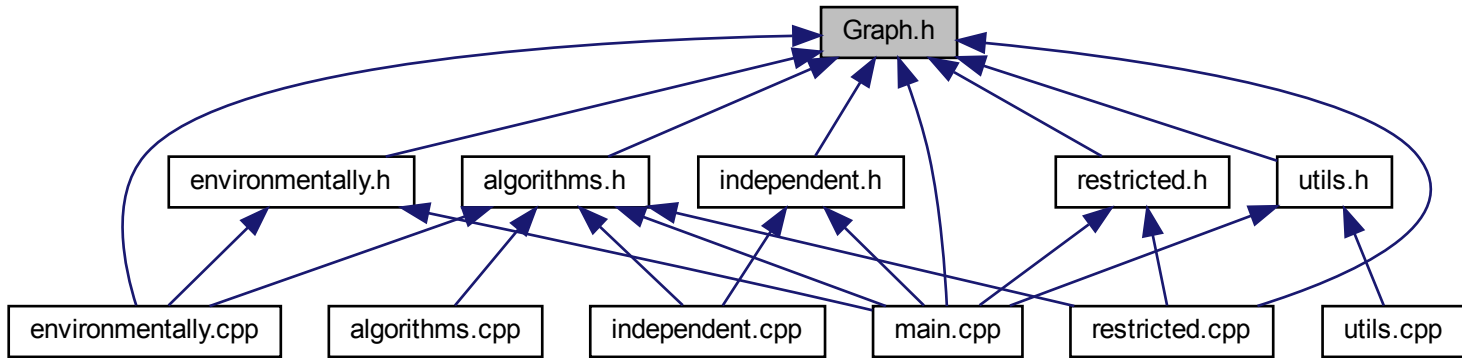 Graph.h
environmentally.h
algorithms.h
independent.h
restricted.h
utils.h
environmentally.cpp
algorithms.cpp
independent.cpp
main.cpp
restricted.cpp
utils.cpp